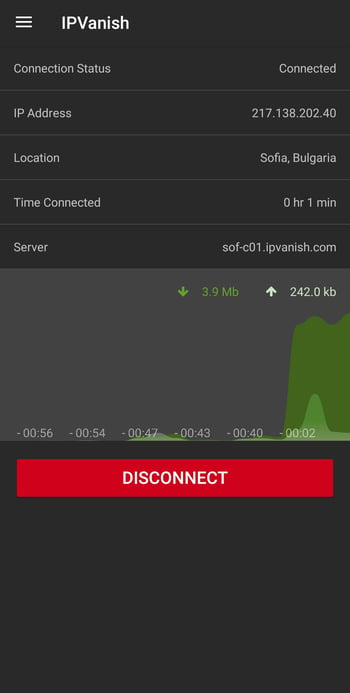 IPVanish
Connection Status Connected
IP Address 217.138.202.40
Location Sofia, Bulgaria
Time Connected 0 hr 1 min
Server sof-c01.ipvanish.com
3.9 Mb 242.0 kb
- 00:56 - 00:54 - 00:47 - 00:43 - 00:40 - 00:02
DISCONNECT